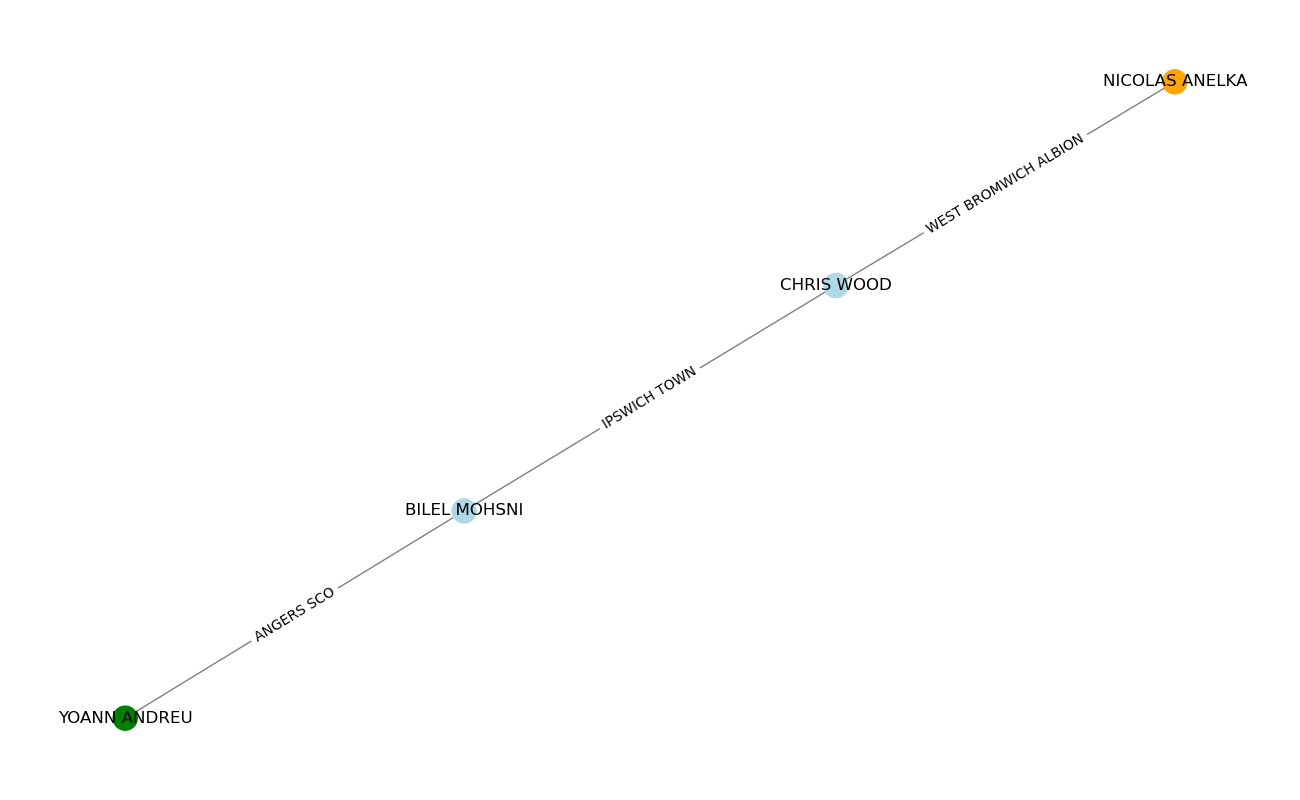 NICOLAS ANELKA
WEST BROMWICH ALBION
CHRIS WOOD
IPSWICH TOWN
BILEL MOHSNI
ANGERS SCO
YOANN ANDREU